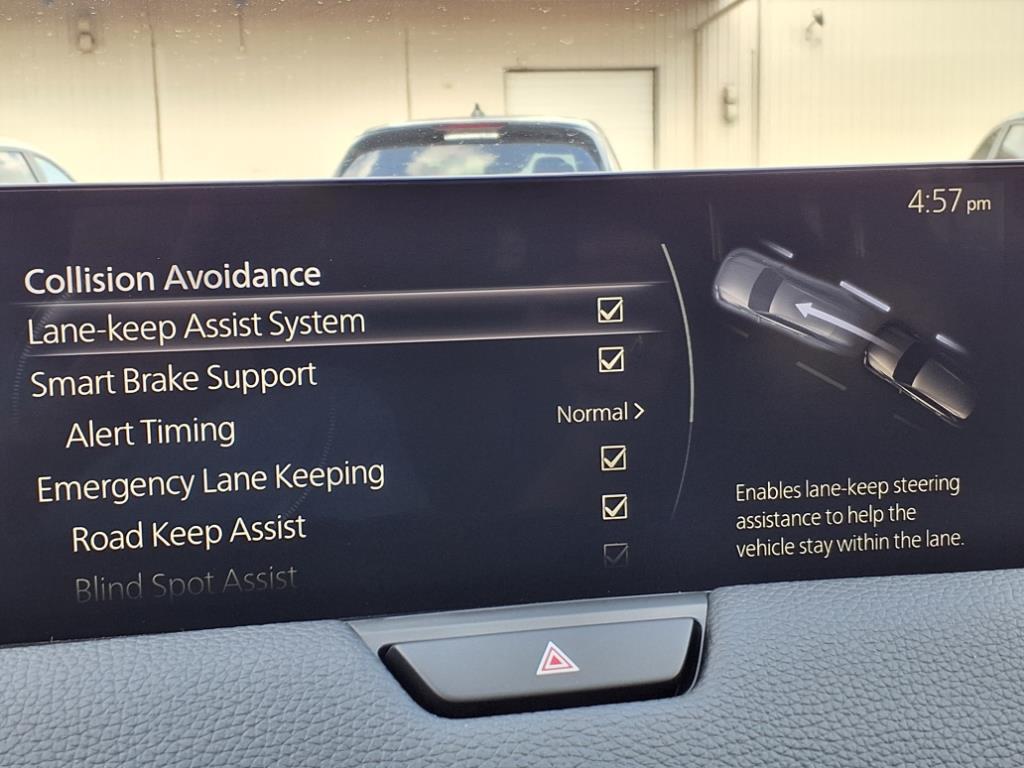 4:57 pm
Collision Avoidance
Lane-keep Assist System
Smart Brake Support
Alert Timing
Normal >
Emergency Lane Keeping
Road Keep Assist
Blind Spot Assist
Enables lane-keep steering
assistance to help the
vehicle stay within the lane.